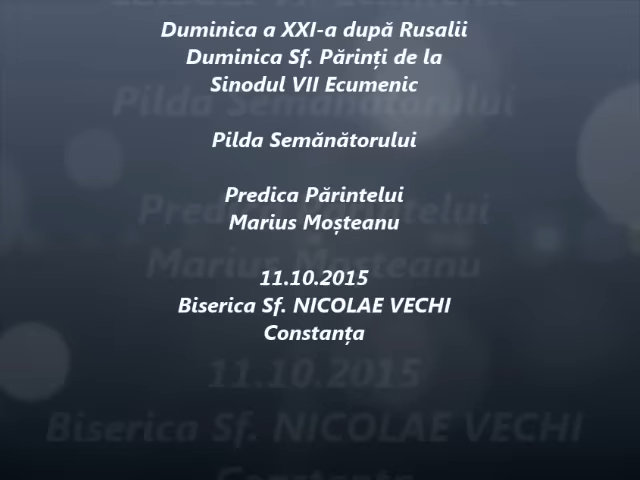 Duminica a XXI-a după Rusalii
Duminica Sf. Părinți de la
Sinodul VII Ecumenic
Pilda Semănătorului
Predica Părintelui
Marius Moșteanu
11.10.2015
Biserica Sf. NICOLAE VECHI
Constanța